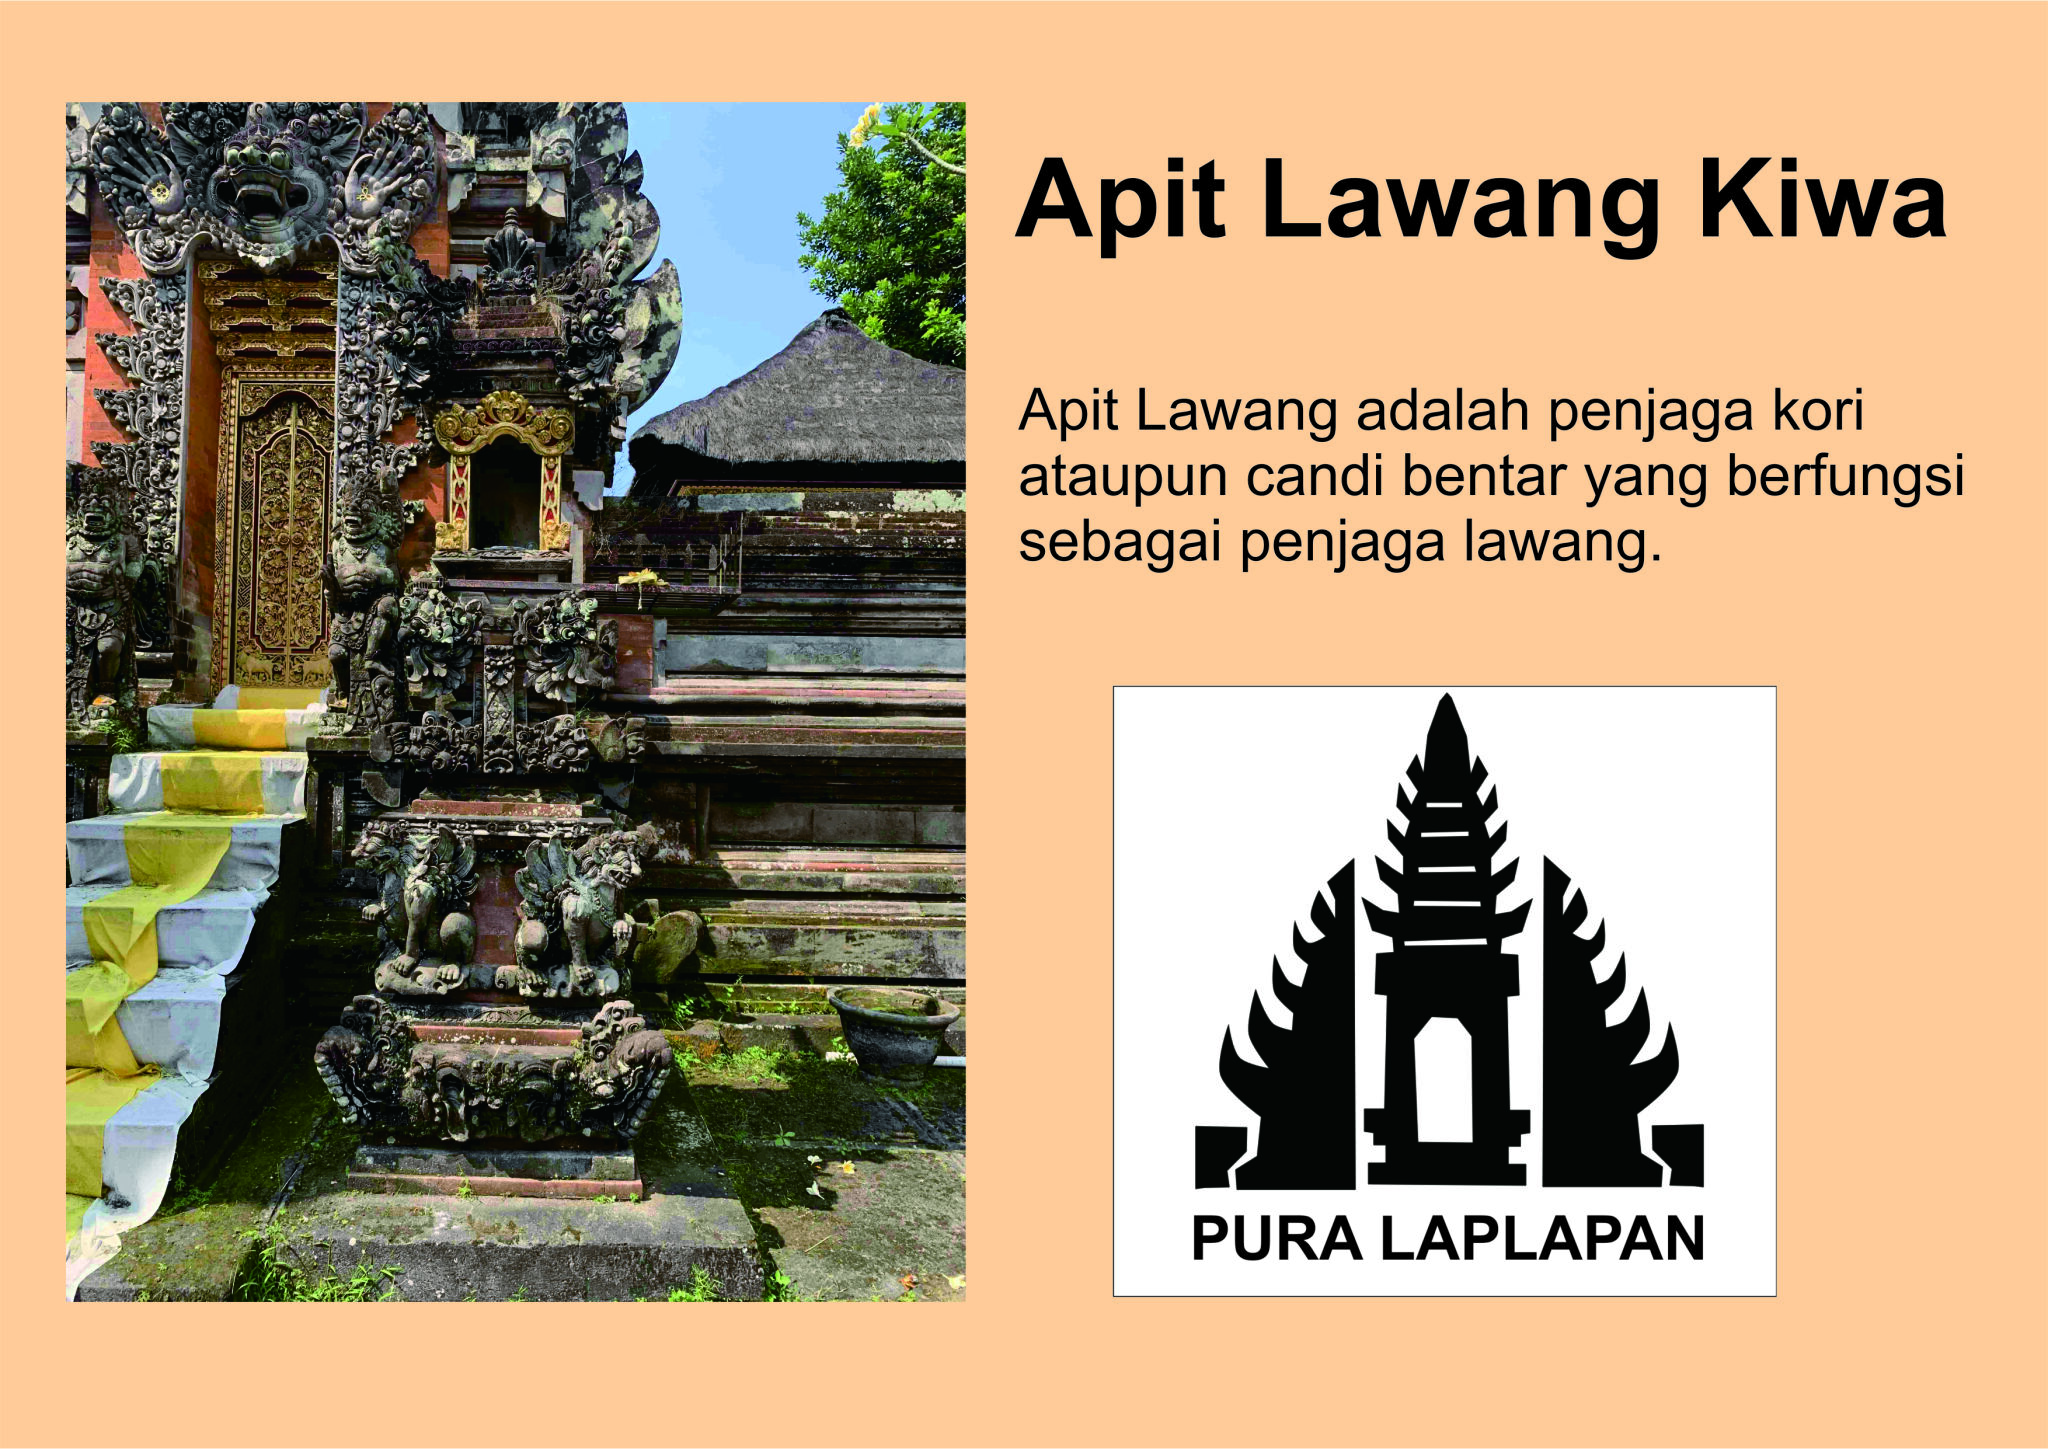 Apit Lawang Kiwa
Apit Lawang adalah penjaga kori
ataupun candi bentar yang berfungsi
sebagai penjaga lawang.
PURA LAPLAPAN